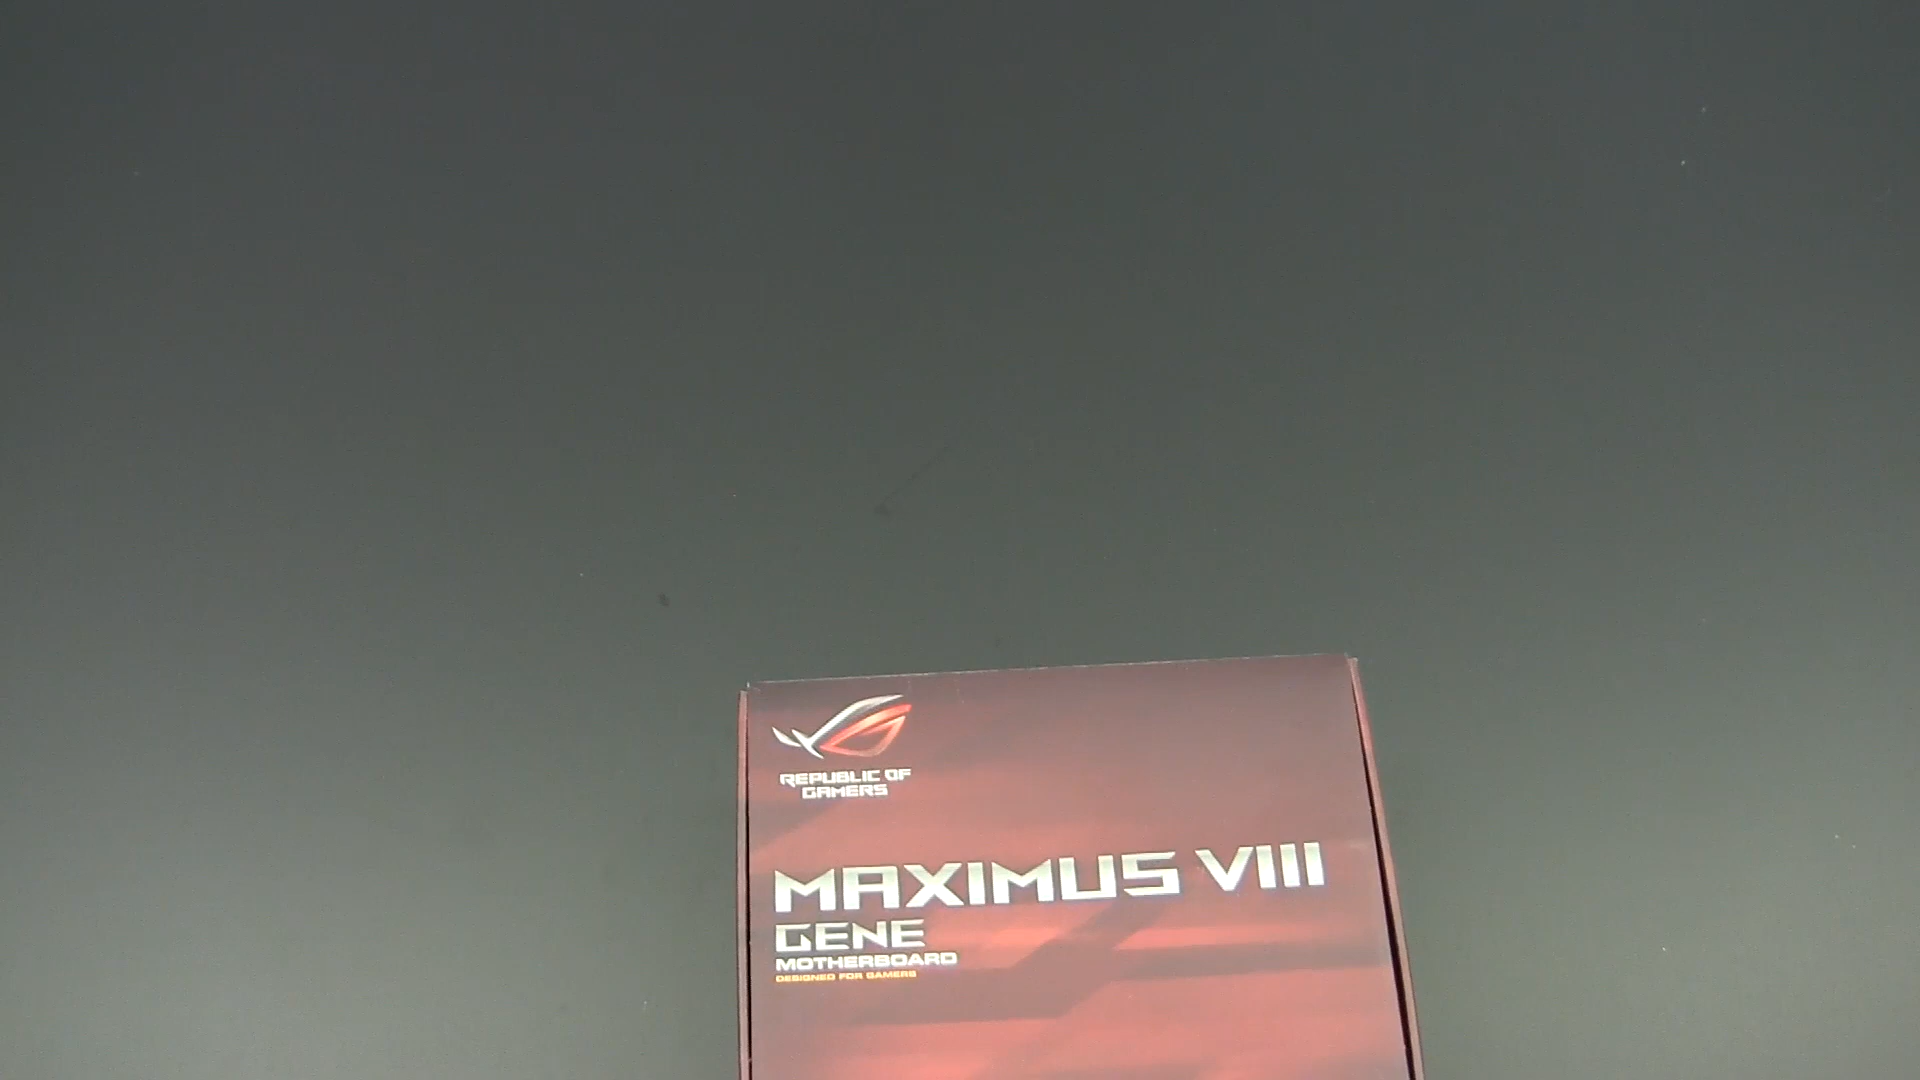 REPUBLIC OF
GAMERS
MAXIMUS VIII
GENE
MOTHERBOARD
DESIGNED FOR GAMERS